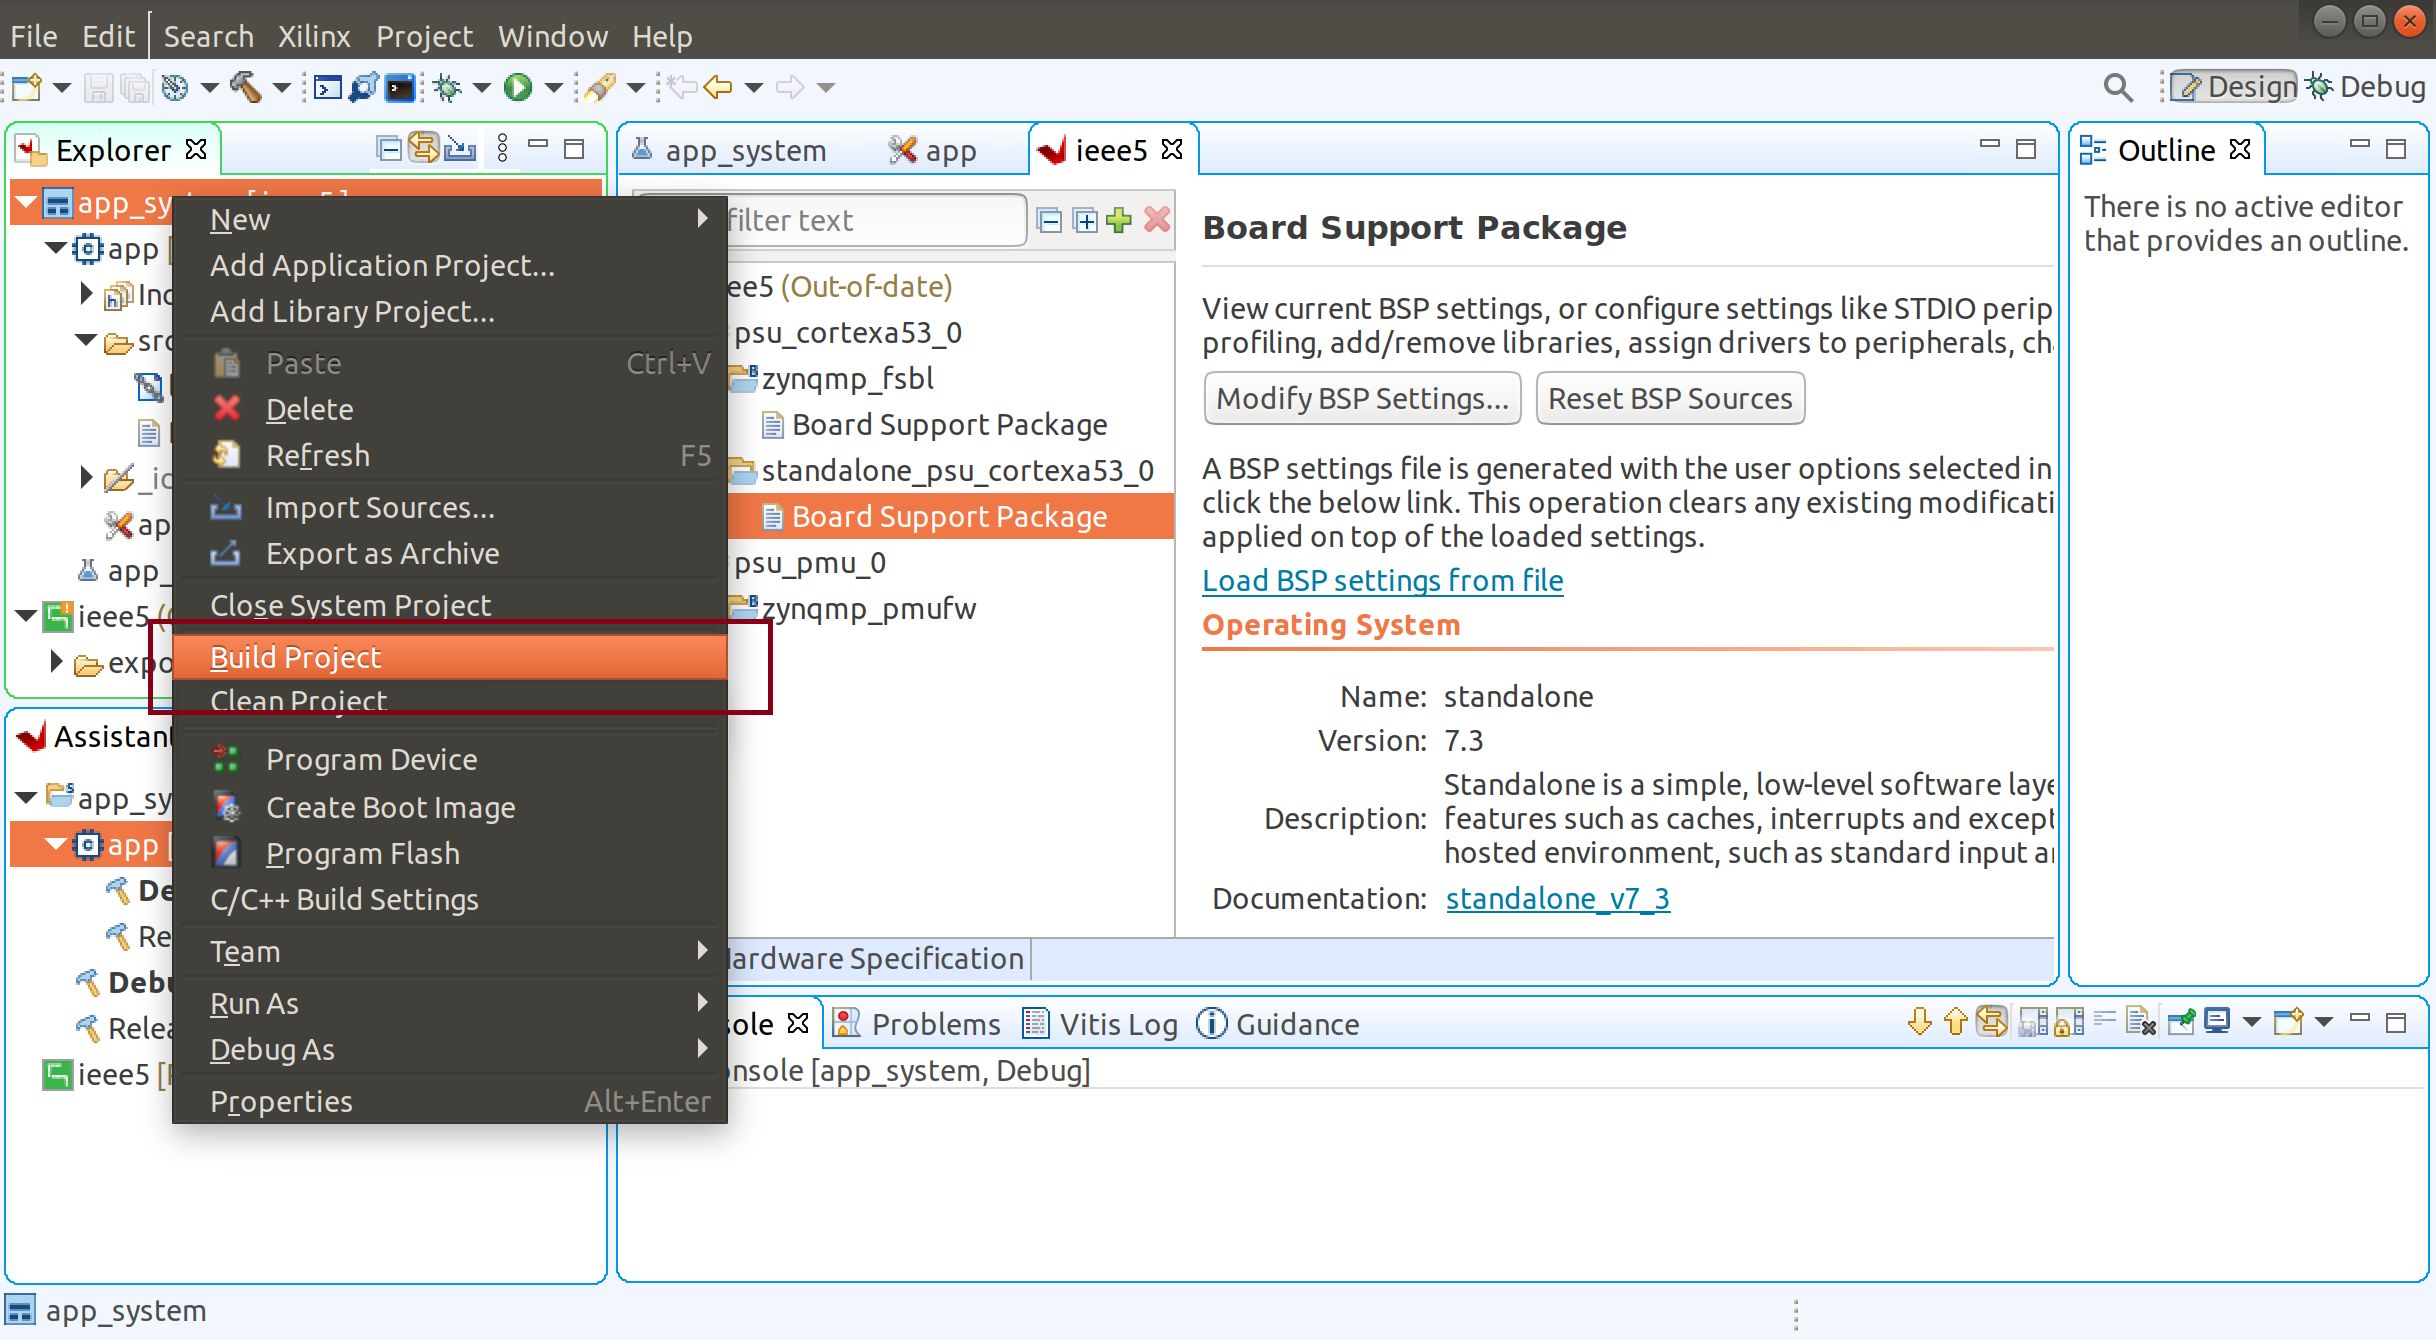 File Edit Search Xilinx Project Window Help
Design Debug
Explorer
app_sy
app [
Inc
src
_ic
ap
app_
ieee5 (
expo
New
Add Application Project...
Add Library Project...
Paste Ctrl+V
Delete
Refresh F5
Import Sources...
Export as Archive
Close System Project
Build Project
Clean Project
Program Device
Create Boot Image
Program Flash
C/C++ Build Settings
Team
Run As
Debug As
Properties Alt+Enter
Assistant
app_sy
app [
De
Re
Debu
Relea
ieee5 [
app_system app ieee5
filter text
ee5 (Out-of-date)
psu_cortexa53_0
zynqmp_fsbl
Board Support Package
standalone_psu_cortexa53_0
Board Support Package
psu_pmu_0
zynqmp_pmufw
ardware Specification
Board Support Package
View current BSP settings, or configure settings like STDIO perip
profiling, add/remove libraries, assign drivers to peripherals, ch
Modify BSP Settings... Reset BSP Sources
A BSP settings file is generated with the user options selected in
click the below link. This operation clears any existing modificati
applied on top of the loaded settings.
Load BSP settings from file
Operating System
Name: standalone
Version: 7.3
Description: Standalone is a simple, low-level software laye
features such as caches, interrupts and except
hosted environment, such as standard input a
Documentation: standalone_v7_3
Outline
There is no active editor
that provides an outline.
sole Problems Vitis Log Guidance
onsole [app_system, Debug]
app_system